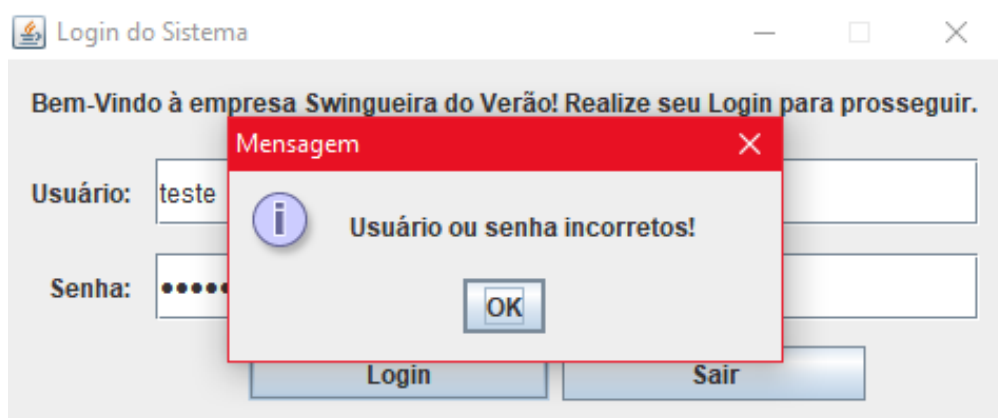 Login do Sistema
Bem-Vindo à empresa Swingueira do Verão! Realize seu Login para prosseguir.
Mensagem
Usuário: teste
Usuário ou senha incorretos!
Senha:
OK
Login
Sair